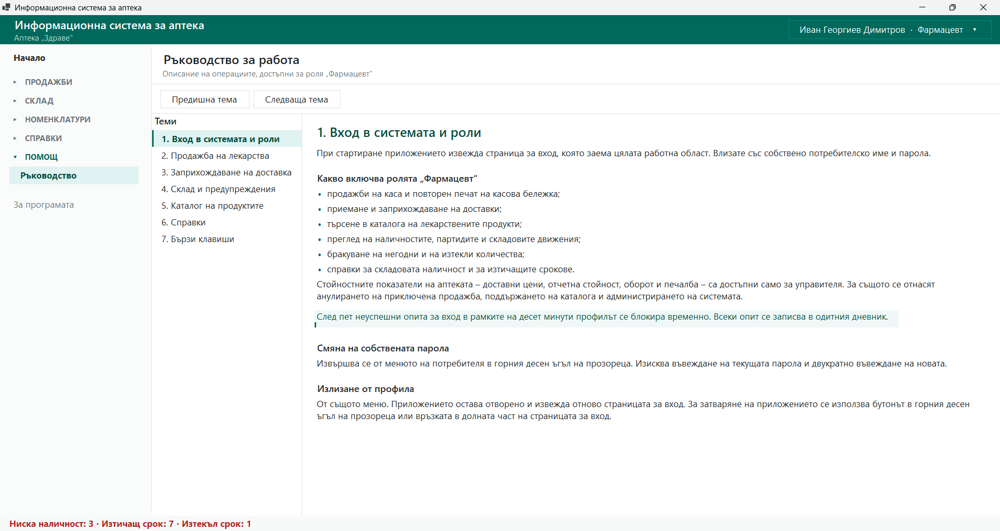 Информационна система за аптека
Информационна система за аптека
Аптека „Здраве“
Иван Георгиев Димитров · Фармацевт
Начало
ПРОДАЖБИ
СКЛАД
НОМЕНКЛАТУРИ
СПРАВКИ
ПОМОЩ
Ръководство
За програмата
Ръководство за работа
Описание на операциите, достъпни за роля „Фармацевт“
Предишна тема
Следваща тема
Теми
1. Вход в системата и роли
2. Продажба на лекарства
3. Заприхождаване на доставка
4. Склад и предупреждения
5. Каталог на продуктите
6. Справки
7. Бързи клавиши
1. Вход в системата и роли
При стартиране приложението извежда страница за вход, която заема цялата работна област. Влизате със собствено потребителско име и парола.
Какво включва ролята „Фармацевт“
• продажби на каса и повторен печат на касова бележка;
• приемане и заприхождаване на доставки;
• търсене в каталога на лекарствените продукти;
• преглед на наличностите, партидите и складовите движения;
• бракуване на негодни и на изтекли количества;
• справки за складовата наличност и за изтичащите срокове.
Стойностните показатели на аптеката – доставни цени, отчетна стойност, оборот и печалба – са достъпни само за управителя. За същото се отнасят
анулирането на приключена продажба, поддържането на каталога и администрирането на системата.
След пет неуспешни опита за вход в рамките на десет минути профилът се блокира временно. Всеки опит се записва в одитния дневник.
Смяна на собствената парола
Извършва се от менюто на потребителя в горния десен ъгъл на прозореца. Изисква въвеждане на текущата парола и двукратно въвеждане на новата.
Излизане от профила
От същото меню. Приложението остава отворено и извежда отново страницата за вход. За затваряне на приложението се използва бутонът в горния десен
ъгъл на прозореца или връзката в долната част на страницата за вход.
Ниска наличност: 3 · Изтичащ срок: 7 · Изтекъл срок: 1